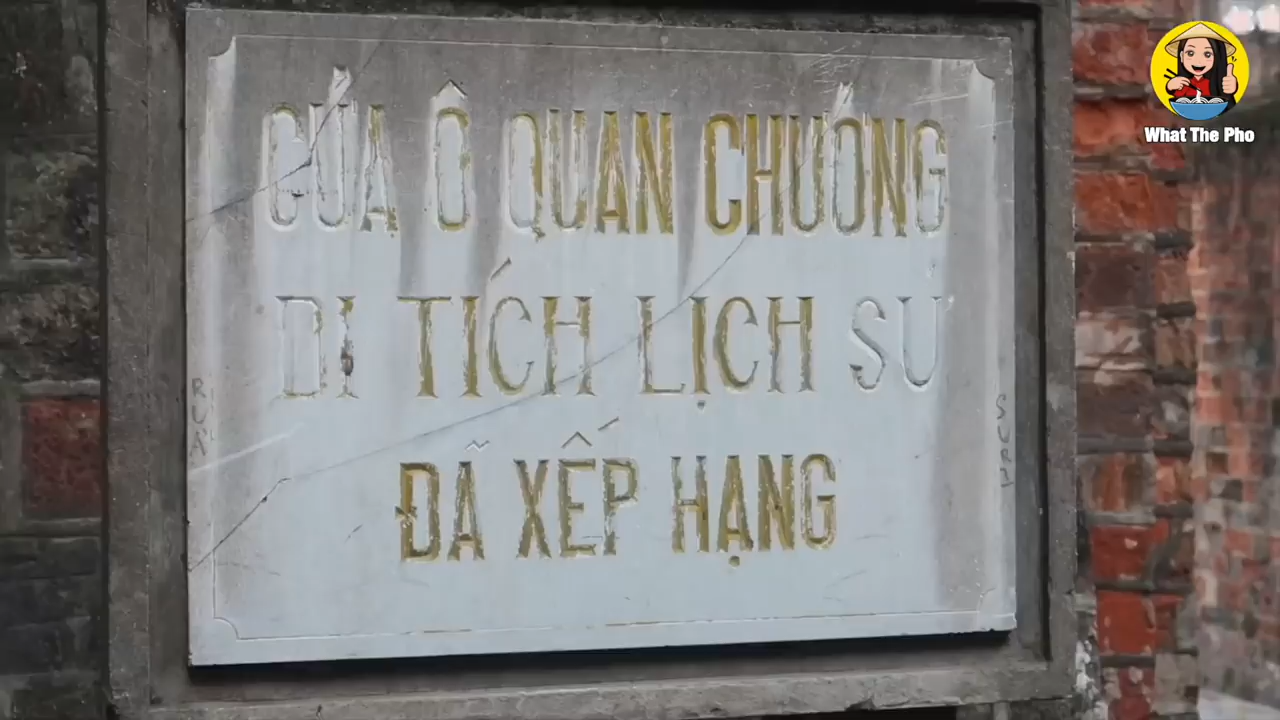 CỬA Ô QUAN CHƯỞNG
DI TÍCH LỊCH SỬ
ĐÃ XẾP HẠNG
What The Pho